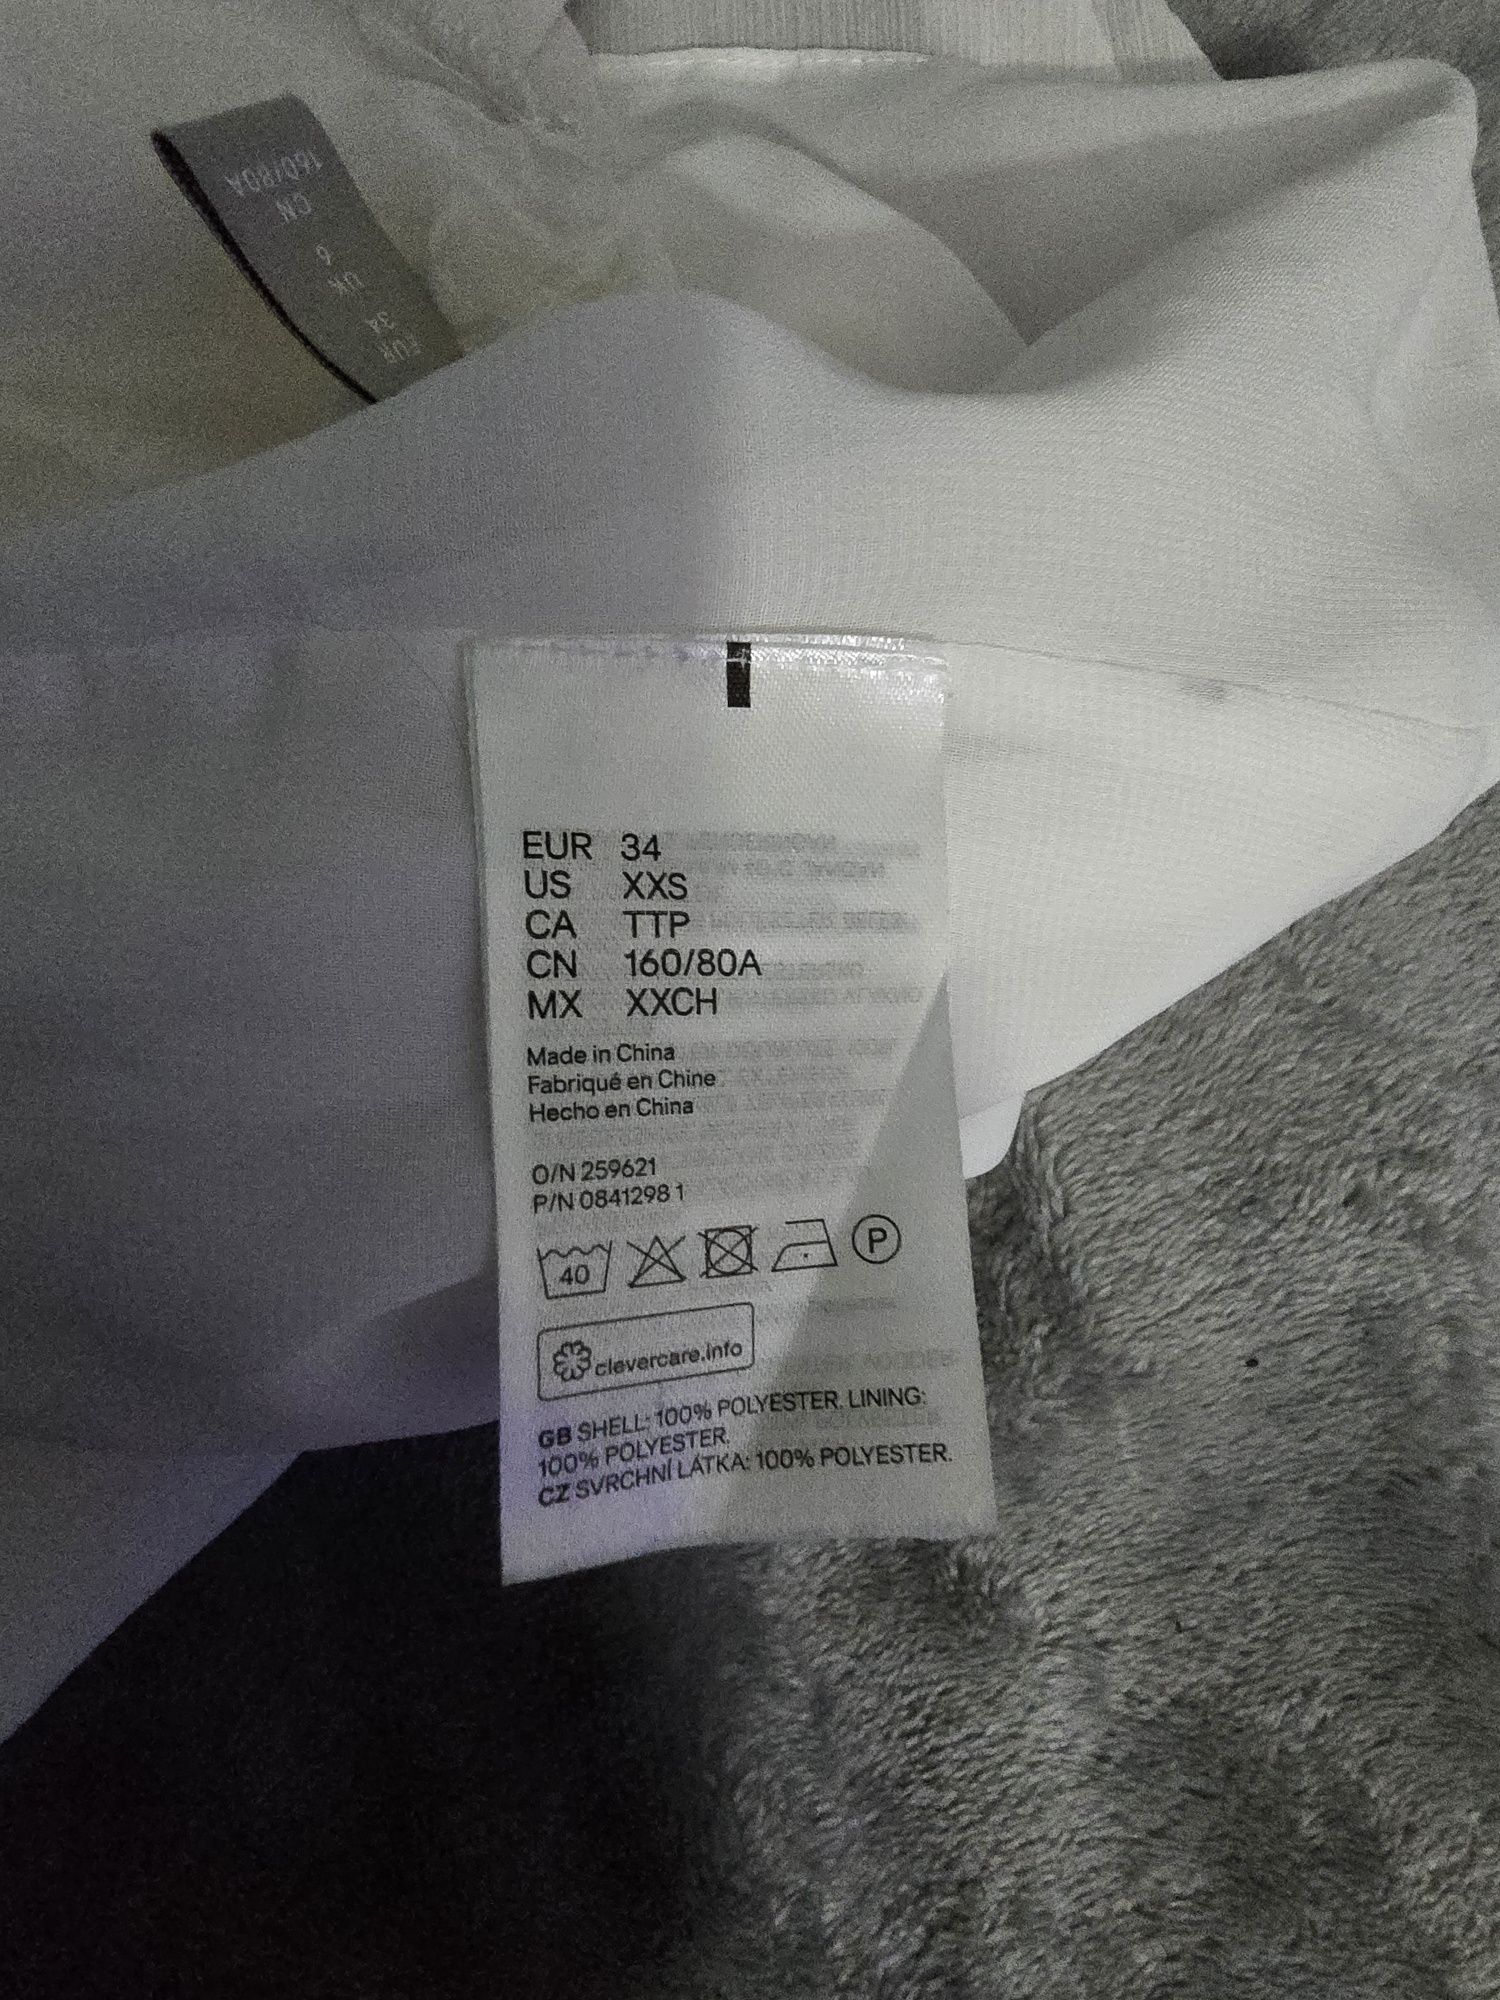 160/80A
CN
6
UK
34
EUR
EUR 34
US XXS
CA TTP
CN 160/80A
MX XXCH
Made in China
Fabriqué en Chine
Hecho en China
O/N 259621
P/N 0841298 1
40
P
clevercare.info
GB SHELL: 100% POLYESTER. LINING:
100% POLYESTER.
CZ SVRCHNÍ LÁTKA: 100% POLYESTER.